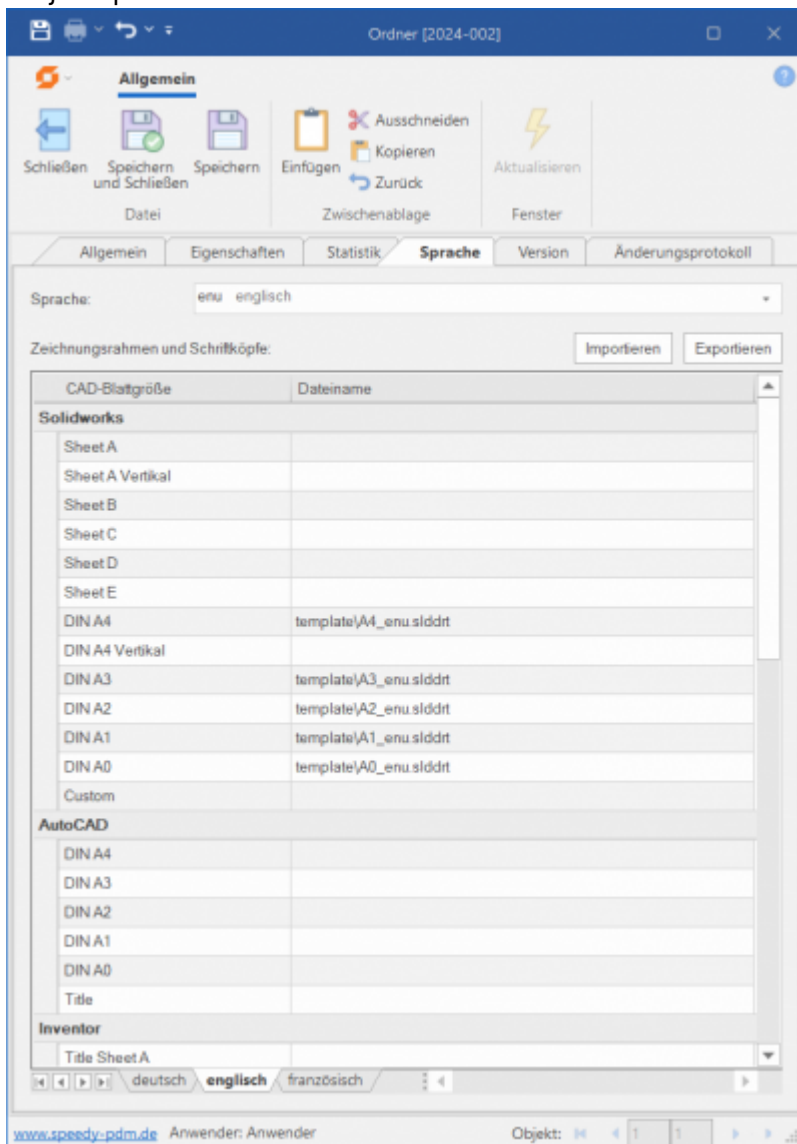 Ordner [2024-002]
Allgemein
Schließen
Speichern und Schließen
Speichern
Einfügen
Ausschneiden
Kopieren
Zurück
Aktualisieren
Datei
Zwischenablage
Fenster
Allgemein Eigenschaften Statistik Sprache Version Änderungsprotokoll
Sprache: enu englisch
Zeichnungsrahmen und Schriftköpfe: Importieren Exportieren
CAD-Blattgröße Dateiname
Solidworks
Sheet A
Sheet A Vertikal
Sheet B
Sheet C
Sheet D
Sheet E
DIN A4 template\A4_enu.slddrt
DIN A4 Vertikal
DIN A3 template\A3_enu.slddrt
DIN A2 template\A2_enu.slddrt
DIN A1 template\A1_enu.slddrt
DIN A0 template\A0_enu.slddrt
Custom
AutoCAD
DIN A4
DIN A3
DIN A2
DIN A1
DIN A0
Title
Inventor
Title Sheet A
deutsch englisch französisch
www.speedy-pdm.de Anwender: Anwender Objekt: 1 1